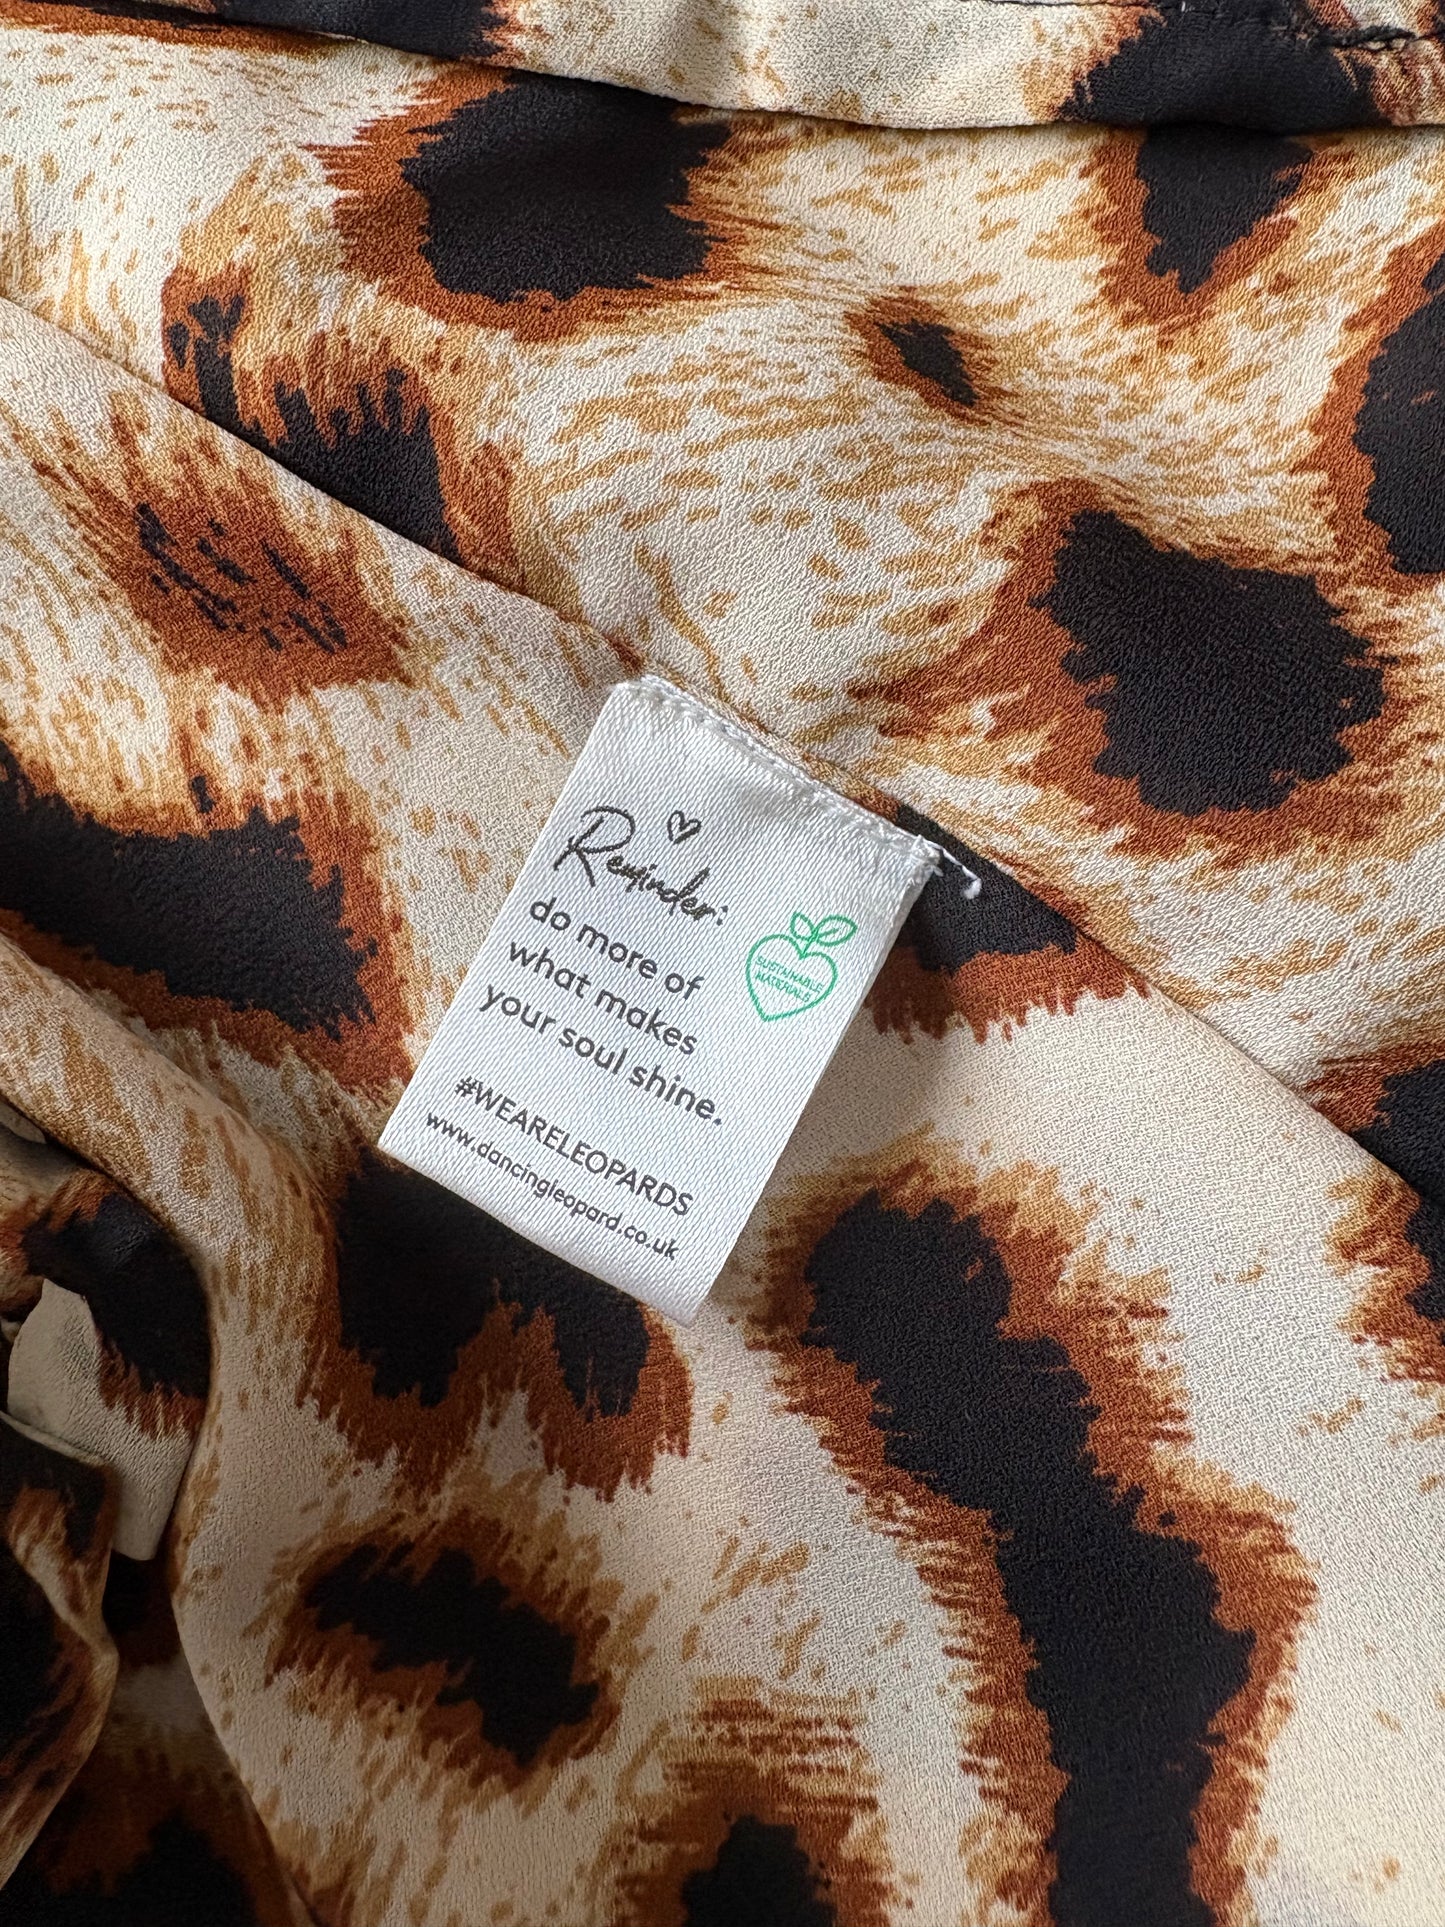 Reminder:
do more of
what makes
your soul shine.
SUSTAINABLE
MATERIALS
#WEARELEOPARDS
www.dancingleopard.co.uk